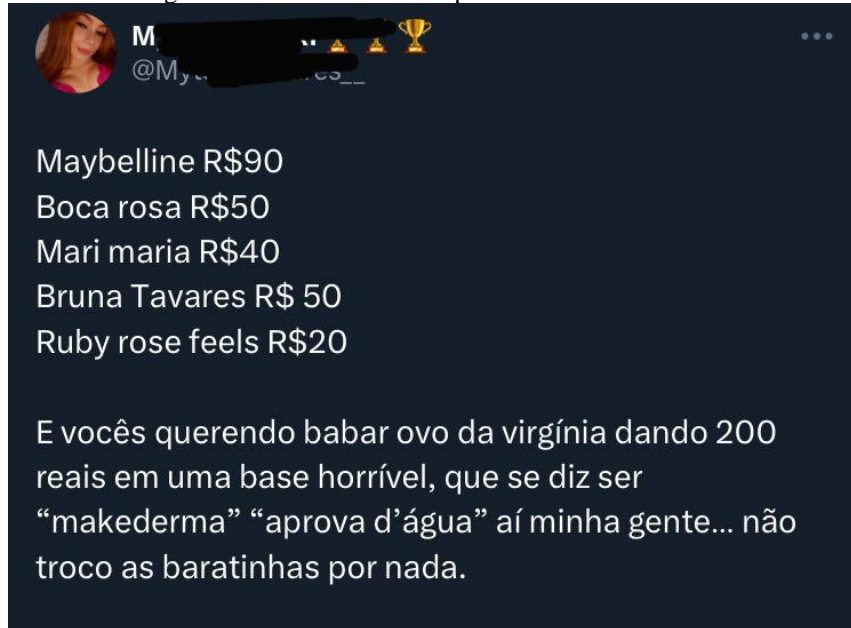 Maybelline R$90
Boca rosa R$50
Mari maria R$40
Bruna Tavares R$ 50
Ruby rose feels R$20
E vocês querendo babar ovo da virgínia dando 200
reais em uma base horrível, que se diz ser
“makederma” “aprova d’água” aí minha gente... não
troco as baratinhas por nada.